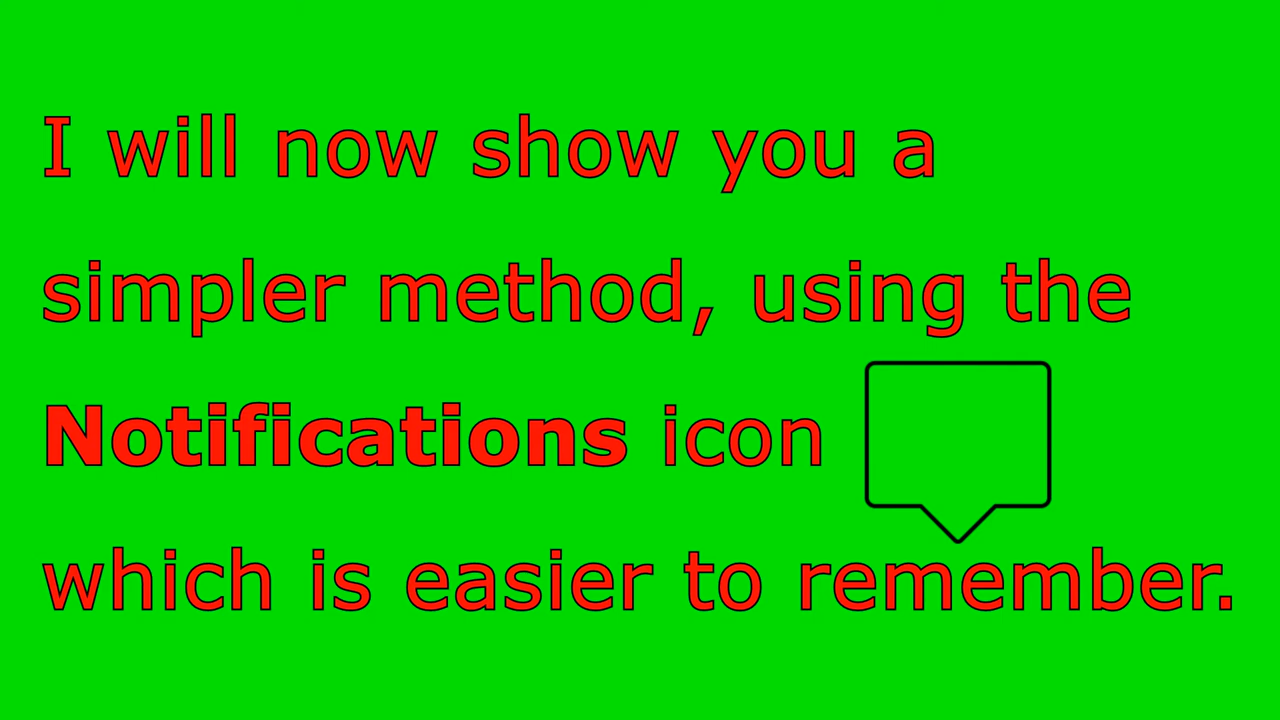 I will now show you a
simpler method, using the
Notifications icon
which is easier to remember.